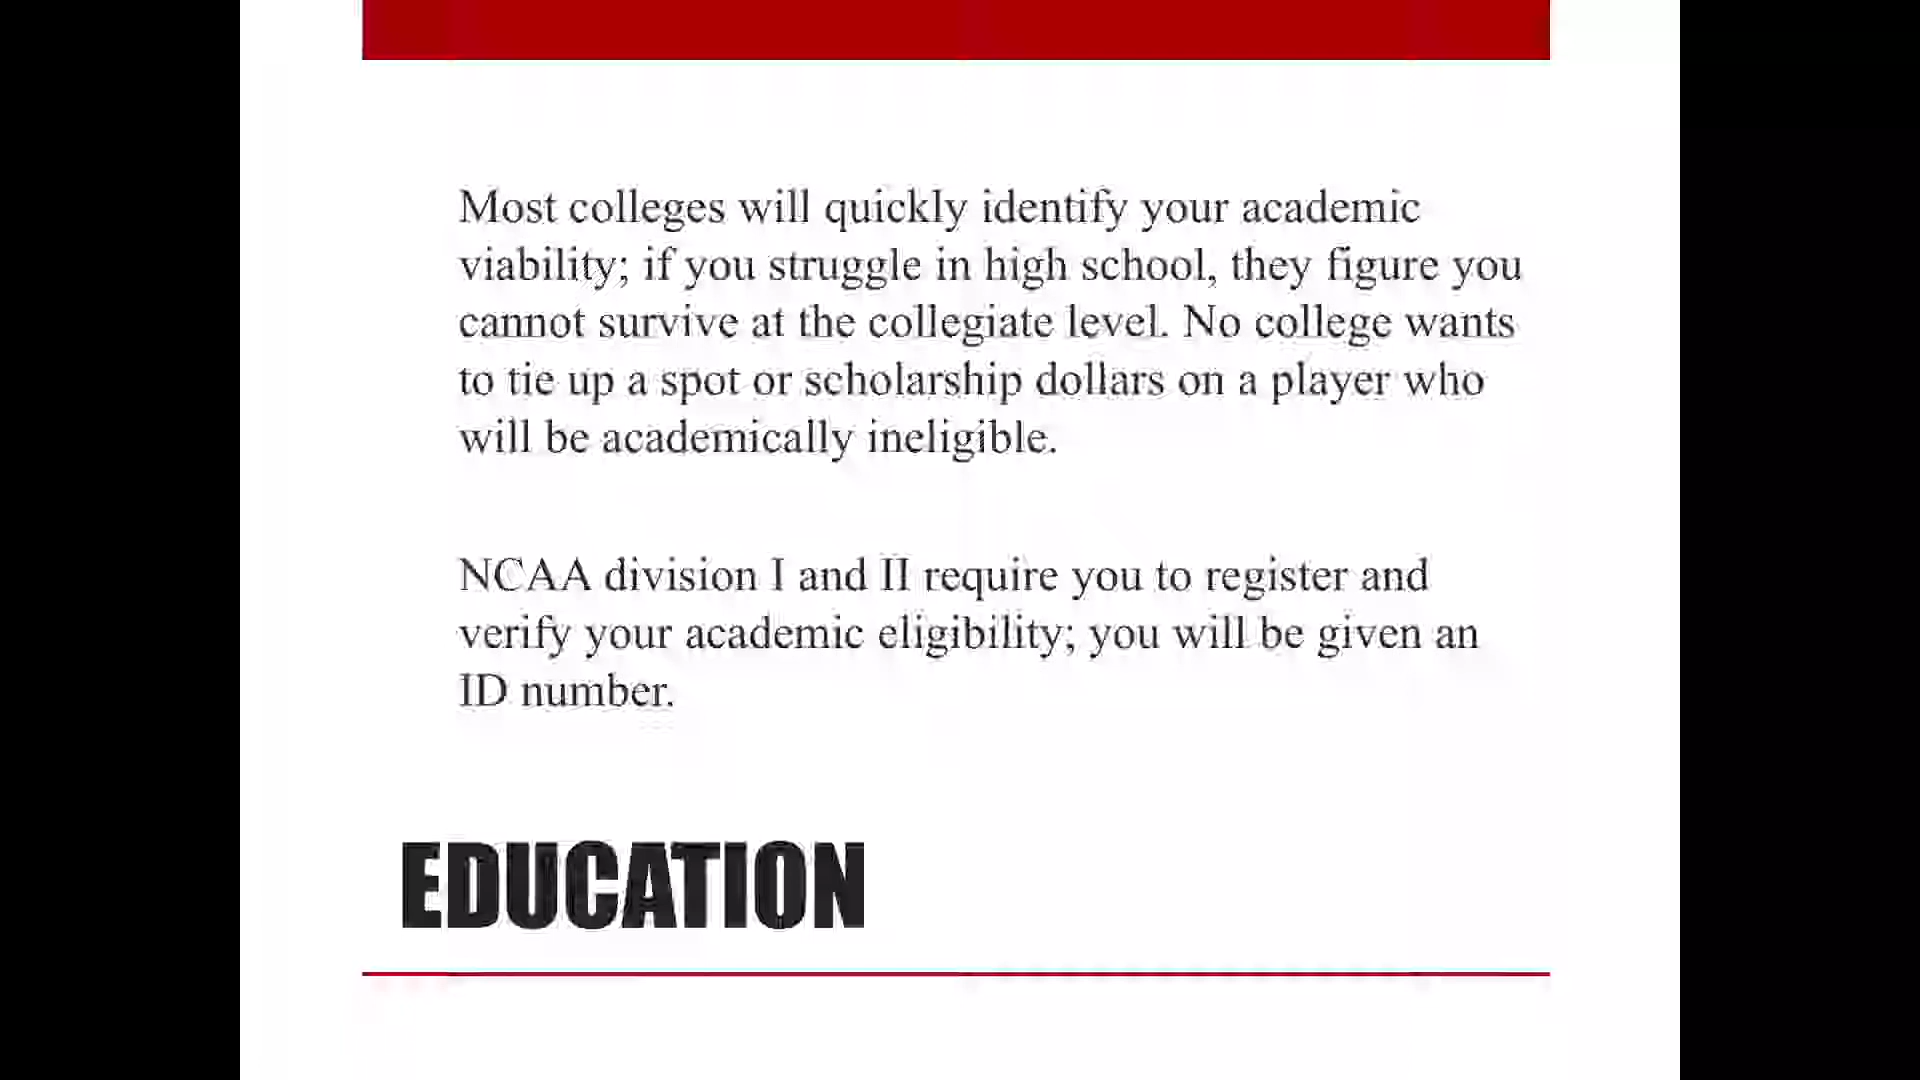 Most colleges will quickly identify your academic
viability; if you struggle in high school, they figure you
cannot survive at the collegiate level. No college wants
to tie up a spot or scholarship dollars on a player who
will be academically ineligible.
NCAA division I and II require you to register and
verify your academic eligibility; you will be given an
ID number.
EDUCATION